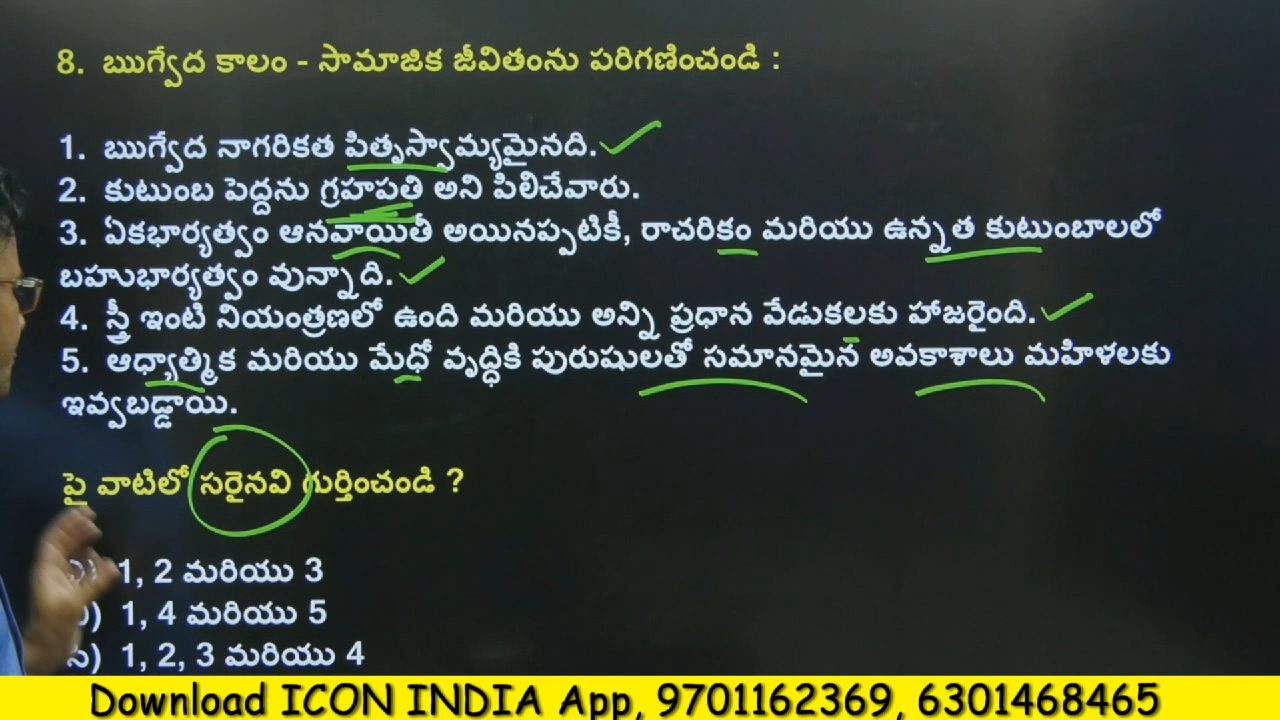 8. ఋగ్వేద కాలం - సామాజిక జీవితంను పరిగణించండి :
1. ఋగ్వేద నాగరికత పితృస్వామ్యమైనది.
2. కుటుంబ పెద్దను గ్రహపతి అని పిలిచేవారు.
3. ఏకభార్యత్వం ఆనవాయితీ అయినప్పటికీ, రాచరికం మరియు ఉన్నత కుటుంబాలలో
బహుభార్యత్వం వున్నాది.
4. స్త్రీ ఇంటి నియంత్రణలో ఉంది మరియు అన్ని ప్రధాన వేడుకలకు హాజరైంది.
5. ఆధ్యాత్మిక మరియు మేధో వృద్ధికి పురుషులతో సమానమైన అవకాశాలు మహిళలకు
ఇవ్వబడ్డాయి.
పై వాటిలో సరైనవి గుర్తించండి ?
1, 2 మరియు 3
1, 4 మరియు 5
సి) 1, 2, 3 మరియు 4
Download ICON INDIA App, 9701162369, 6301468465